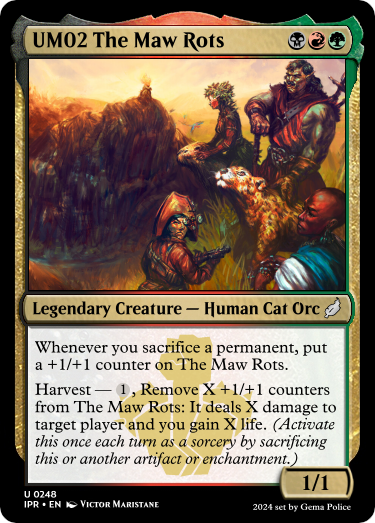 UM02 The Maw Rots
Legendary Creature — Human Cat Orc
Whenever you sacrifice a permanent, put
a +1/+1 counter on The Maw Rots.
Harvest — 1, Remove X +1/+1 counters
from The Maw Rots: It deals X damage to
target player and you gain X life. (Activate
this once each turn as a sorcery by sacrificing
this or another artifact or enchantment.)
1/1
U 0248
IPR • EN Victor Maristane
2024 set by Gema Police